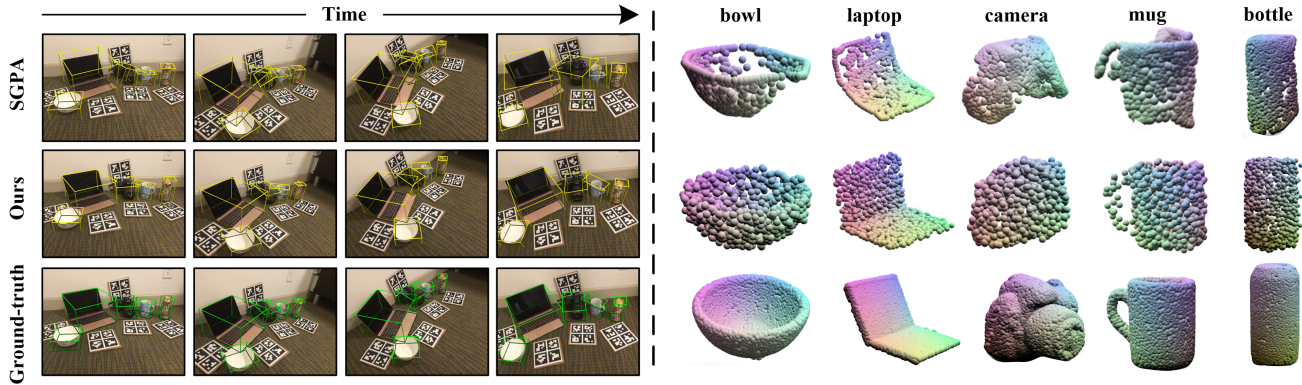 Time
bowl laptop camera mug bottle
SGPA
Ours
Ground-truth